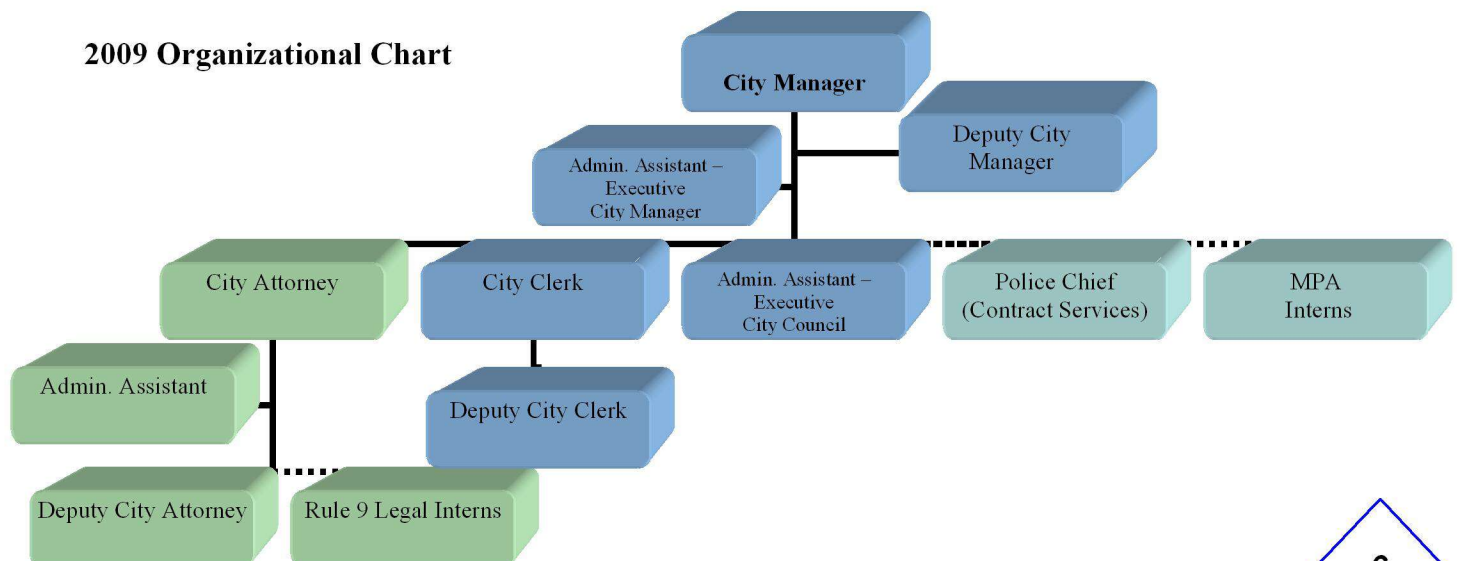 2009 Organizational Chart
City Manager
Deputy City
Manager
Admin. Assistant –
Executive
City Manager
City Attorney
City Clerk
Admin. Assistant –
Executive
City Council
Police Chief
(Contract Services)
MPA
Interns
Admin. Assistant
Deputy City Clerk
Deputy City Attorney
Rule 9 Legal Interns